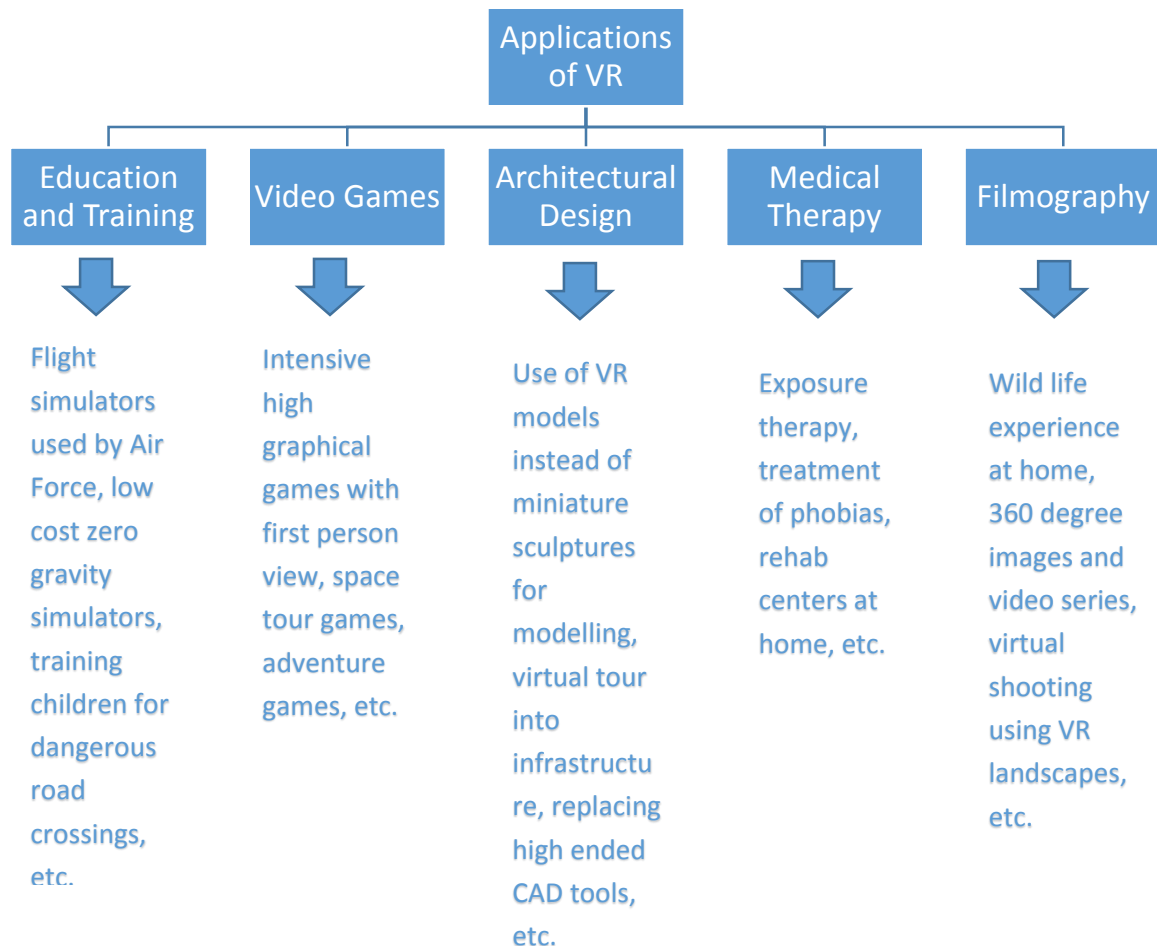 Applications
of VR
Education
and Training
Video Games
Architectural
Design
Medical
Therapy
Filmography
Flight
simulators
used by Air
Force, low
cost zero
gravity
simulators,
training
children for
dangerous
road
crossings,
etc.
Intensive
high
graphical
games with
first person
view, space
tour games,
adventure
games, etc.
Use of VR
models
instead of
miniature
sculptures
for
modelling,
virtual tour
into
infrastructu
re, replacing
high ended
CAD tools,
etc.
Exposure
therapy,
treatment
of phobias,
rehab
centers at
home, etc.
Wild life
experience
at home,
360 degree
images and
video series,
virtual
shooting
using VR
landscapes,
etc.